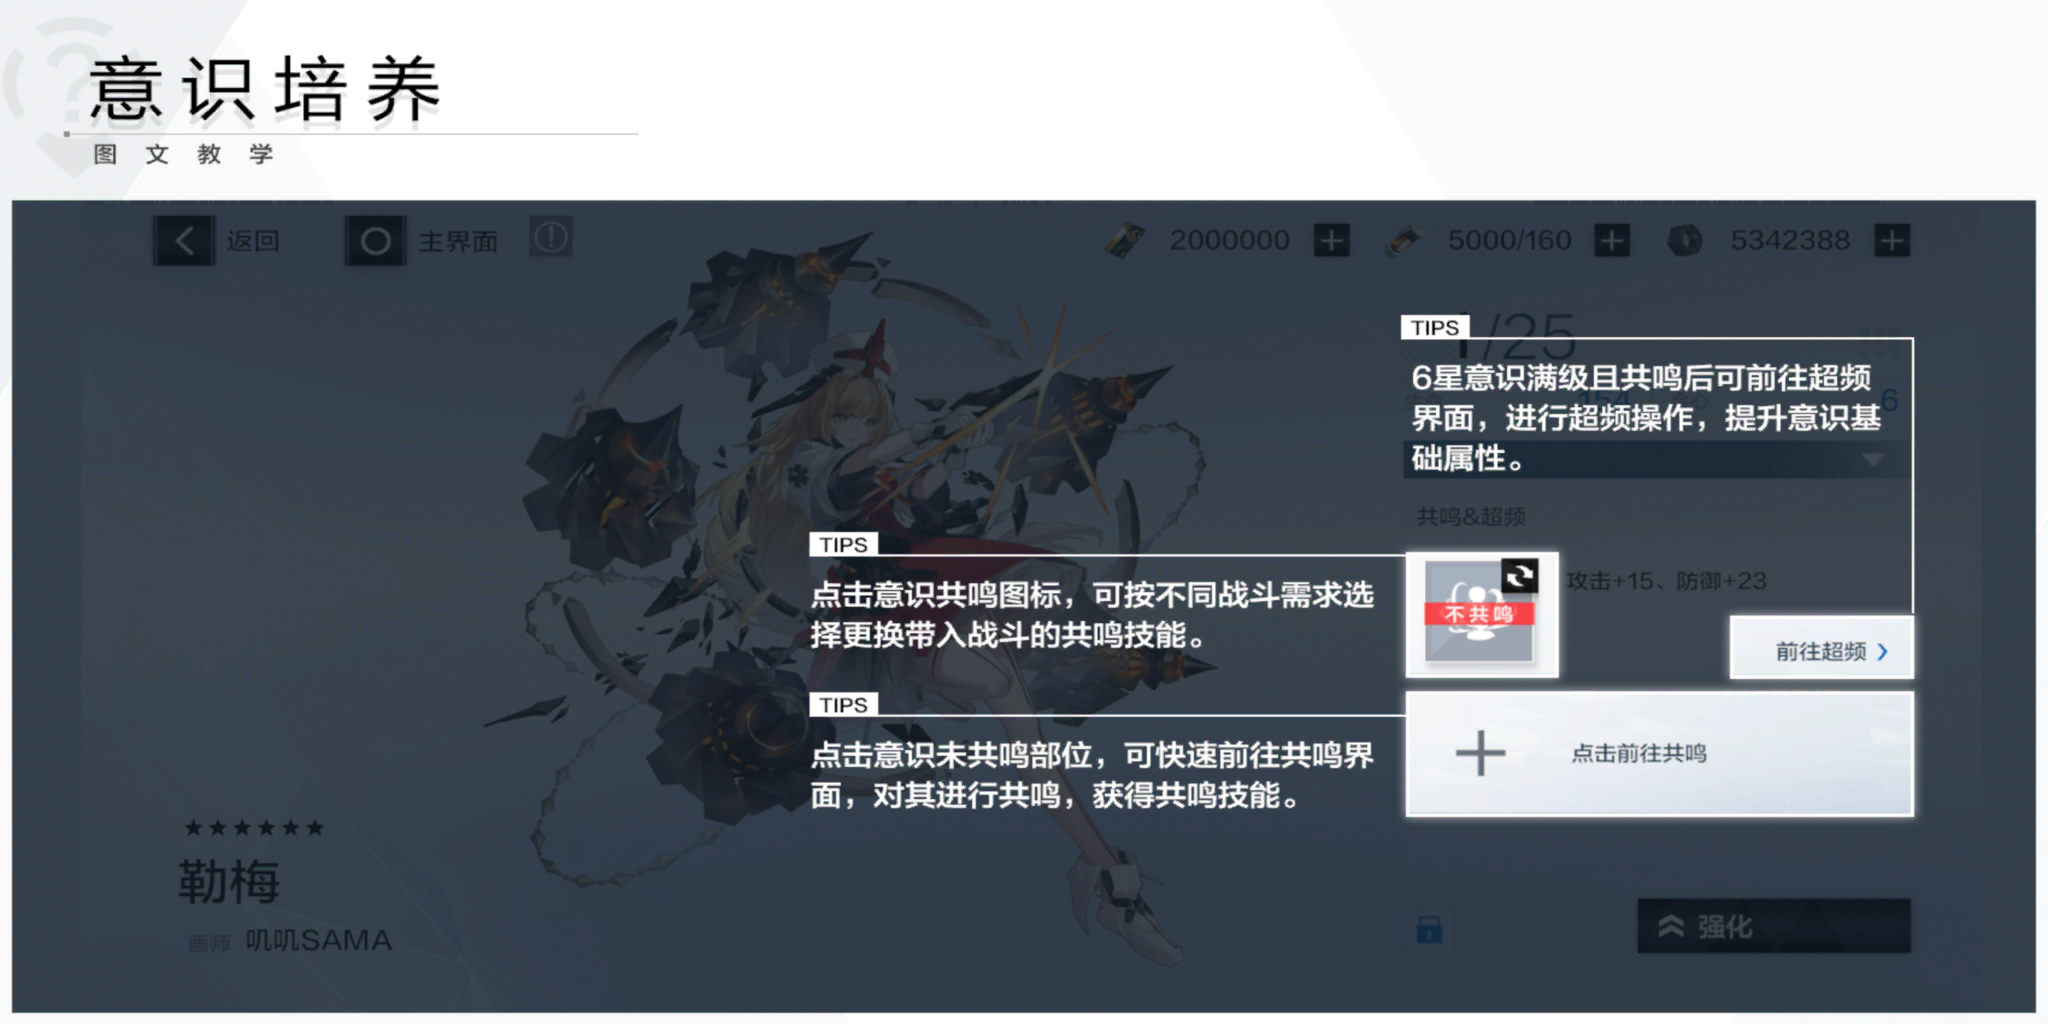 意识培养
图文教学
返回
主界面
2000000
5000/160
5342388
TIPS
1/25
6星意识满级且共鸣后可前往超频
界面，进行超频操作，提升意识基
础属性。
共鸣&超频
TIPS
点击意识共鸣图标，可按不同战斗需求选
择更换带入战斗的共鸣技能。
不共鸣
攻击+15、防御+23
前往超频
TIPS
点击意识未共鸣部位，可快速前往共鸣界
面，对其进行共鸣，获得共鸣技能。
点击前往共鸣
★★★★★★
勒梅
画师 叽叽SAMA
强化